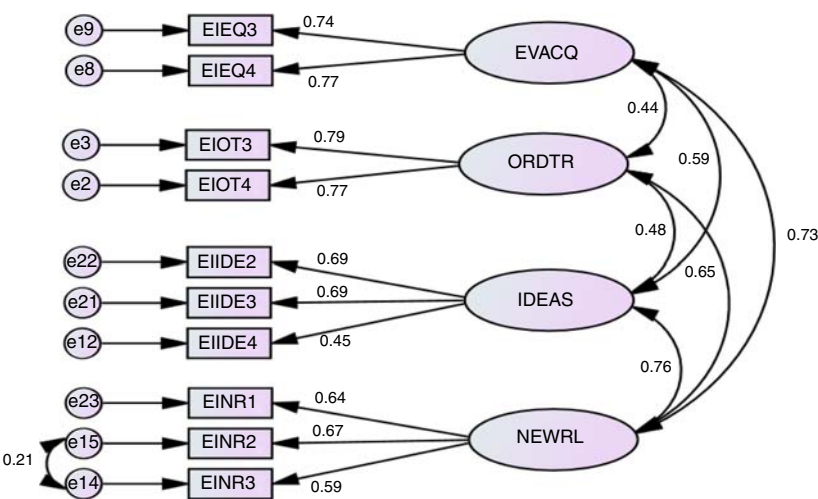 e9 EIEQ3 0.74 EVACQ
e8 EIEQ4 0.77
0.44
e3 EIOT3 0.79 ORDTR 0.59
e2 EIOT4 0.77
0.48 0.73
e22 EIIDE2 0.69 0.65
e21 EIIDE3 0.69 IDEAS
e12 EIIDE4 0.45
0.76
e23 EINR1 0.64
e15 EINR2 0.67 NEWRL
0.21
e14 EINR3 0.59